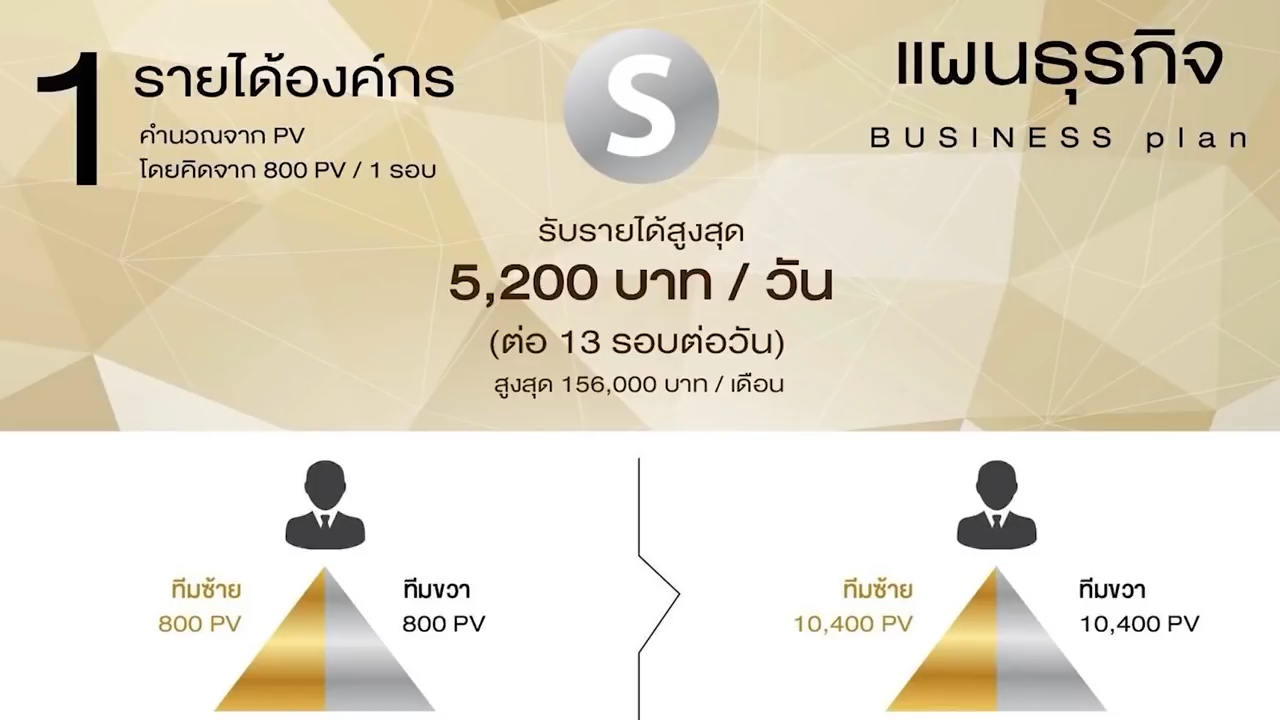 1 รายได้องค์กร
คำนวณจาก PV
โดยคิดจาก 800 PV / 1 รอบ
S
แผนธุรกิจ
BUSINESS plan
รับรายได้สูงสุด
5,200 บาท / วัน
(ต่อ 13 รอบต่อวัน)
สูงสุด 156,000 บาท / เดือน
ทีมซ้าย
800 PV
ทีมขวา
800 PV
ทีมซ้าย
10,400 PV
ทีมขวา
10,400 PV